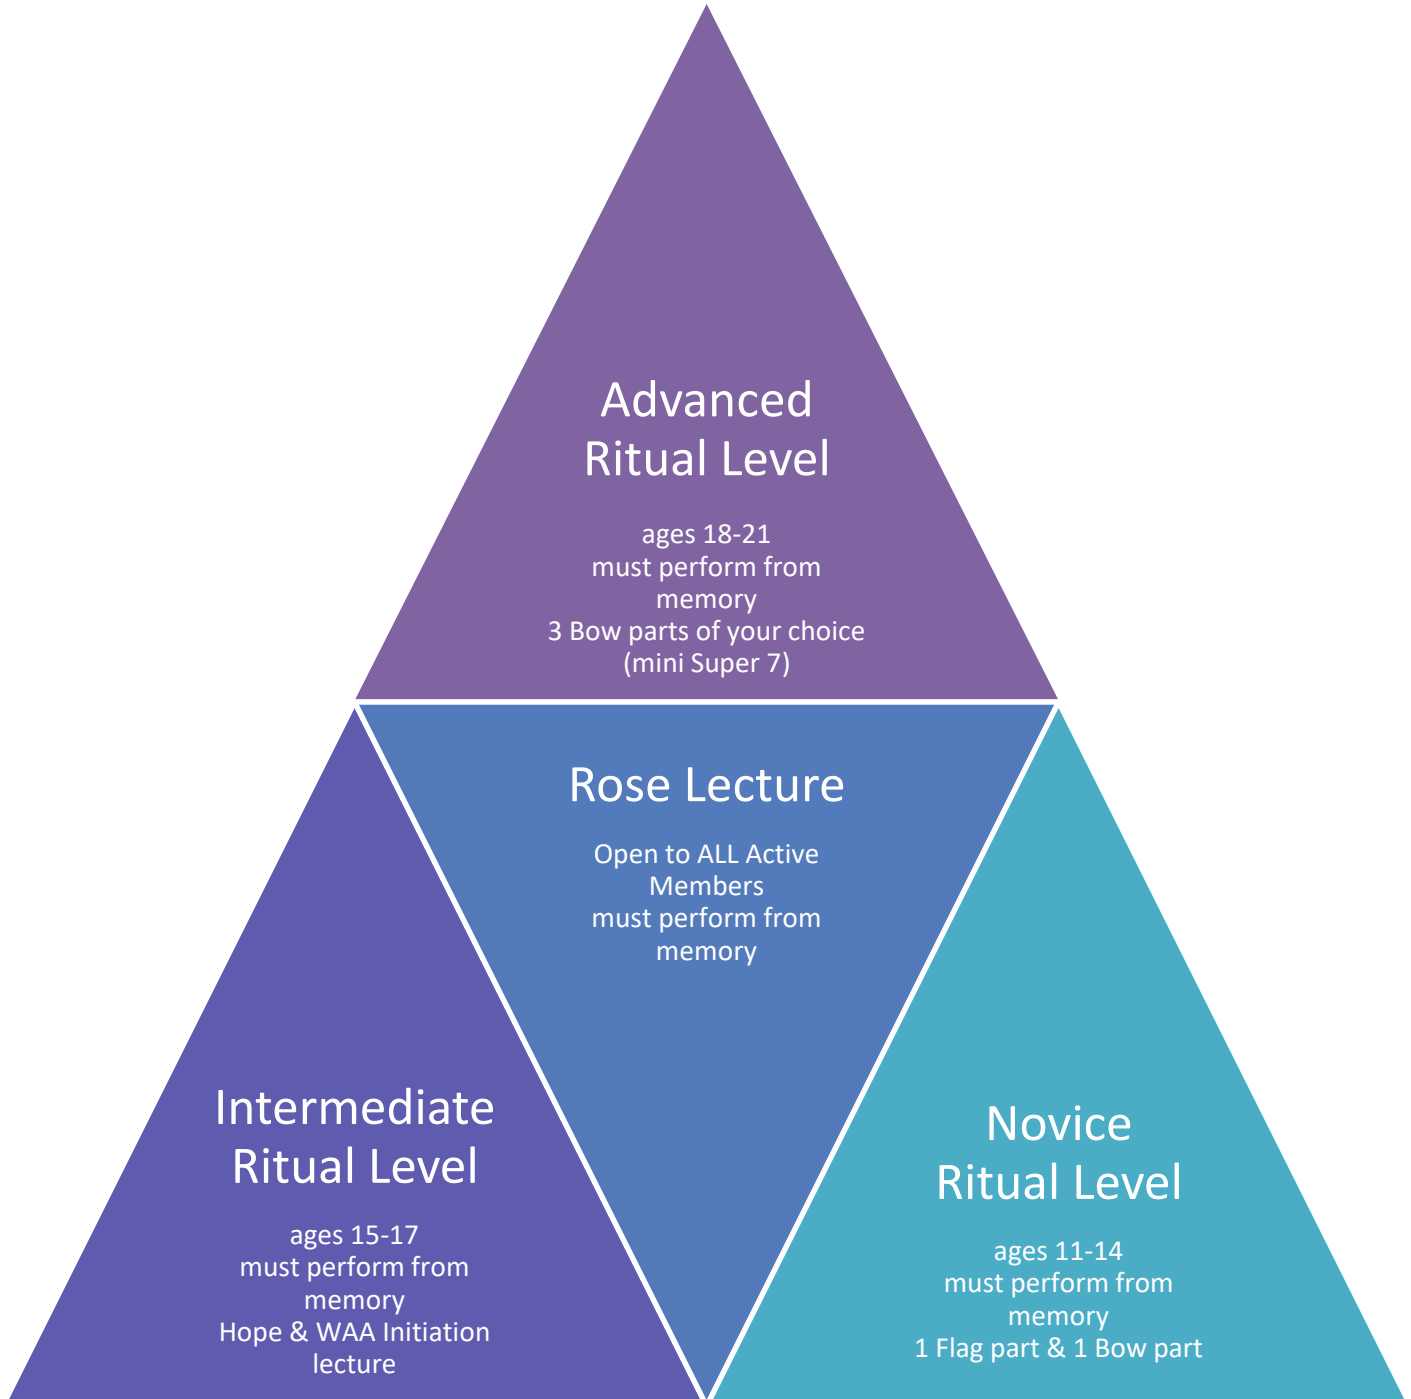 Advanced
Ritual Level
ages 18-21
must perform from
memory
3 Bow parts of your choice
(mini Super 7)
Rose Lecture
Open to ALL Active
Members
must perform from
memory
Intermediate
Ritual Level
ages 15-17
must perform from
memory
Hope & WAA Initiation
lecture
Novice
Ritual Level
ages 11-14
must perform from
memory
1 Flag part & 1 Bow part